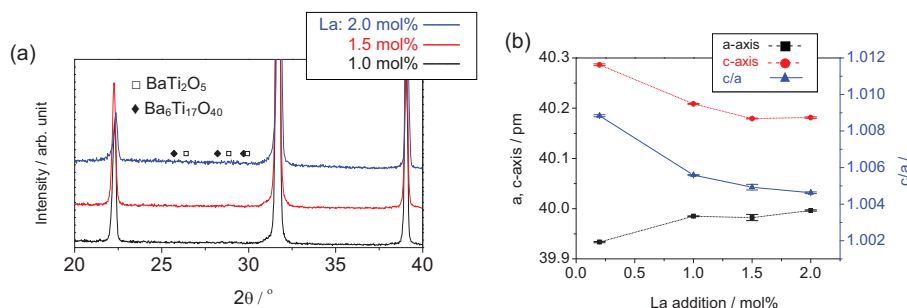 (a)
La: 2.0 mol%
1.5 mol%
1.0 mol%
□ BaTi₂O₅
◆ Ba₆Ti₁₇O₄₀
Intensity / arb. unit
20 25 30 35 40
2θ / °
(b)
a-axis
c-axis
c/a
40.3
40.2
40.1
40.0
39.9
a, c-axis / pm
1.012
1.010
1.008
1.006
1.004
1.002
c/a /
0.0 0.5 1.0 1.5 2.0
La addition / mol%